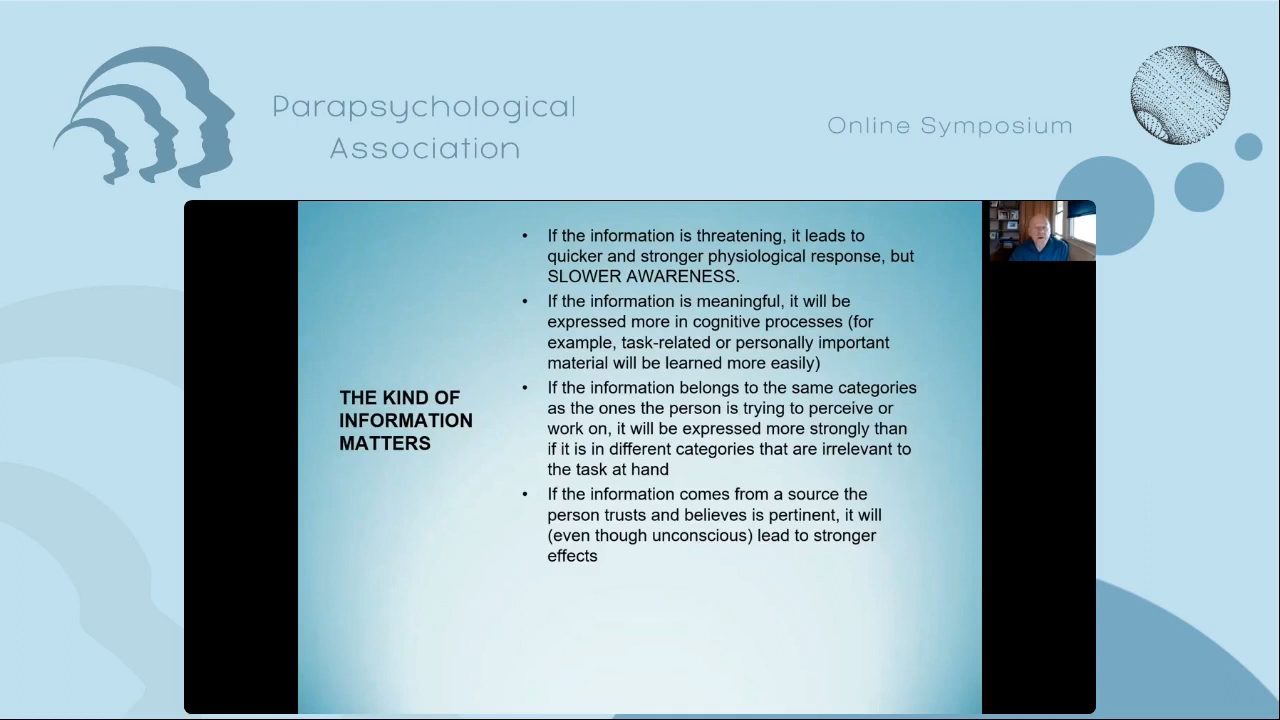 Parapsychological
Association
Online Symposium
THE KIND OF
INFORMATION
MATTERS
• If the information is threatening, it leads to
quicker and stronger physiological response, but
SLOWER AWARENESS.
• If the information is meaningful, it will be
expressed more in cognitive processes (for
example, task-related or personally important
material will be learned more easily)
• If the information belongs to the same categories
as the ones the person is trying to perceive or
work on, it will be expressed more strongly than
if it is in different categories that are irrelevant to
the task at hand
• If the information comes from a source the
person trusts and believes is pertinent, it will
(even though unconscious) lead to stronger
effects